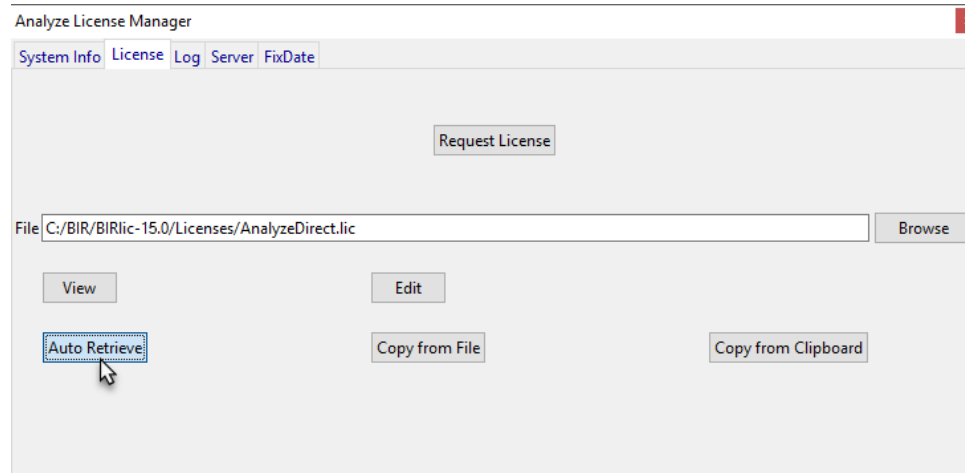 Analyze License Manager
System Info License Log Server FixDate
Request License
File C:/BIR/BIRlic-15.0/Licenses/AnalyzeDirect.lic Browse
View Edit
Auto Retrieve Copy from File Copy from Clipboard